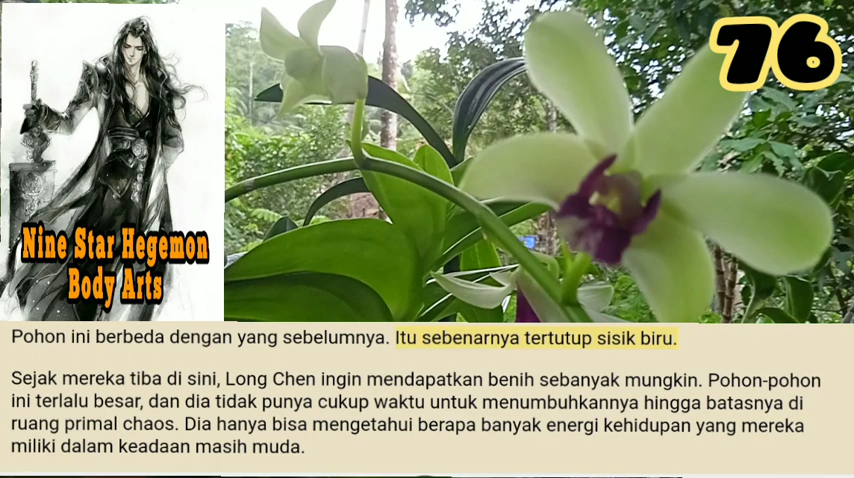 76
Nine Star Hegemon
Body Arts
Pohon ini berbeda dengan yang sebelumnya. Itu sebenarnya tertutup sisik biru.
Sejak mereka tiba di sini, Long Chen ingin mendapatkan benih sebanyak mungkin. Pohon-pohon
ini terlalu besar, dan dia tidak punya cukup waktu untuk menumbuhkannya hingga batasnya di
ruang primal chaos. Dia hanya bisa mengetahui berapa banyak energi kehidupan yang mereka
miliki dalam keadaan masih muda.